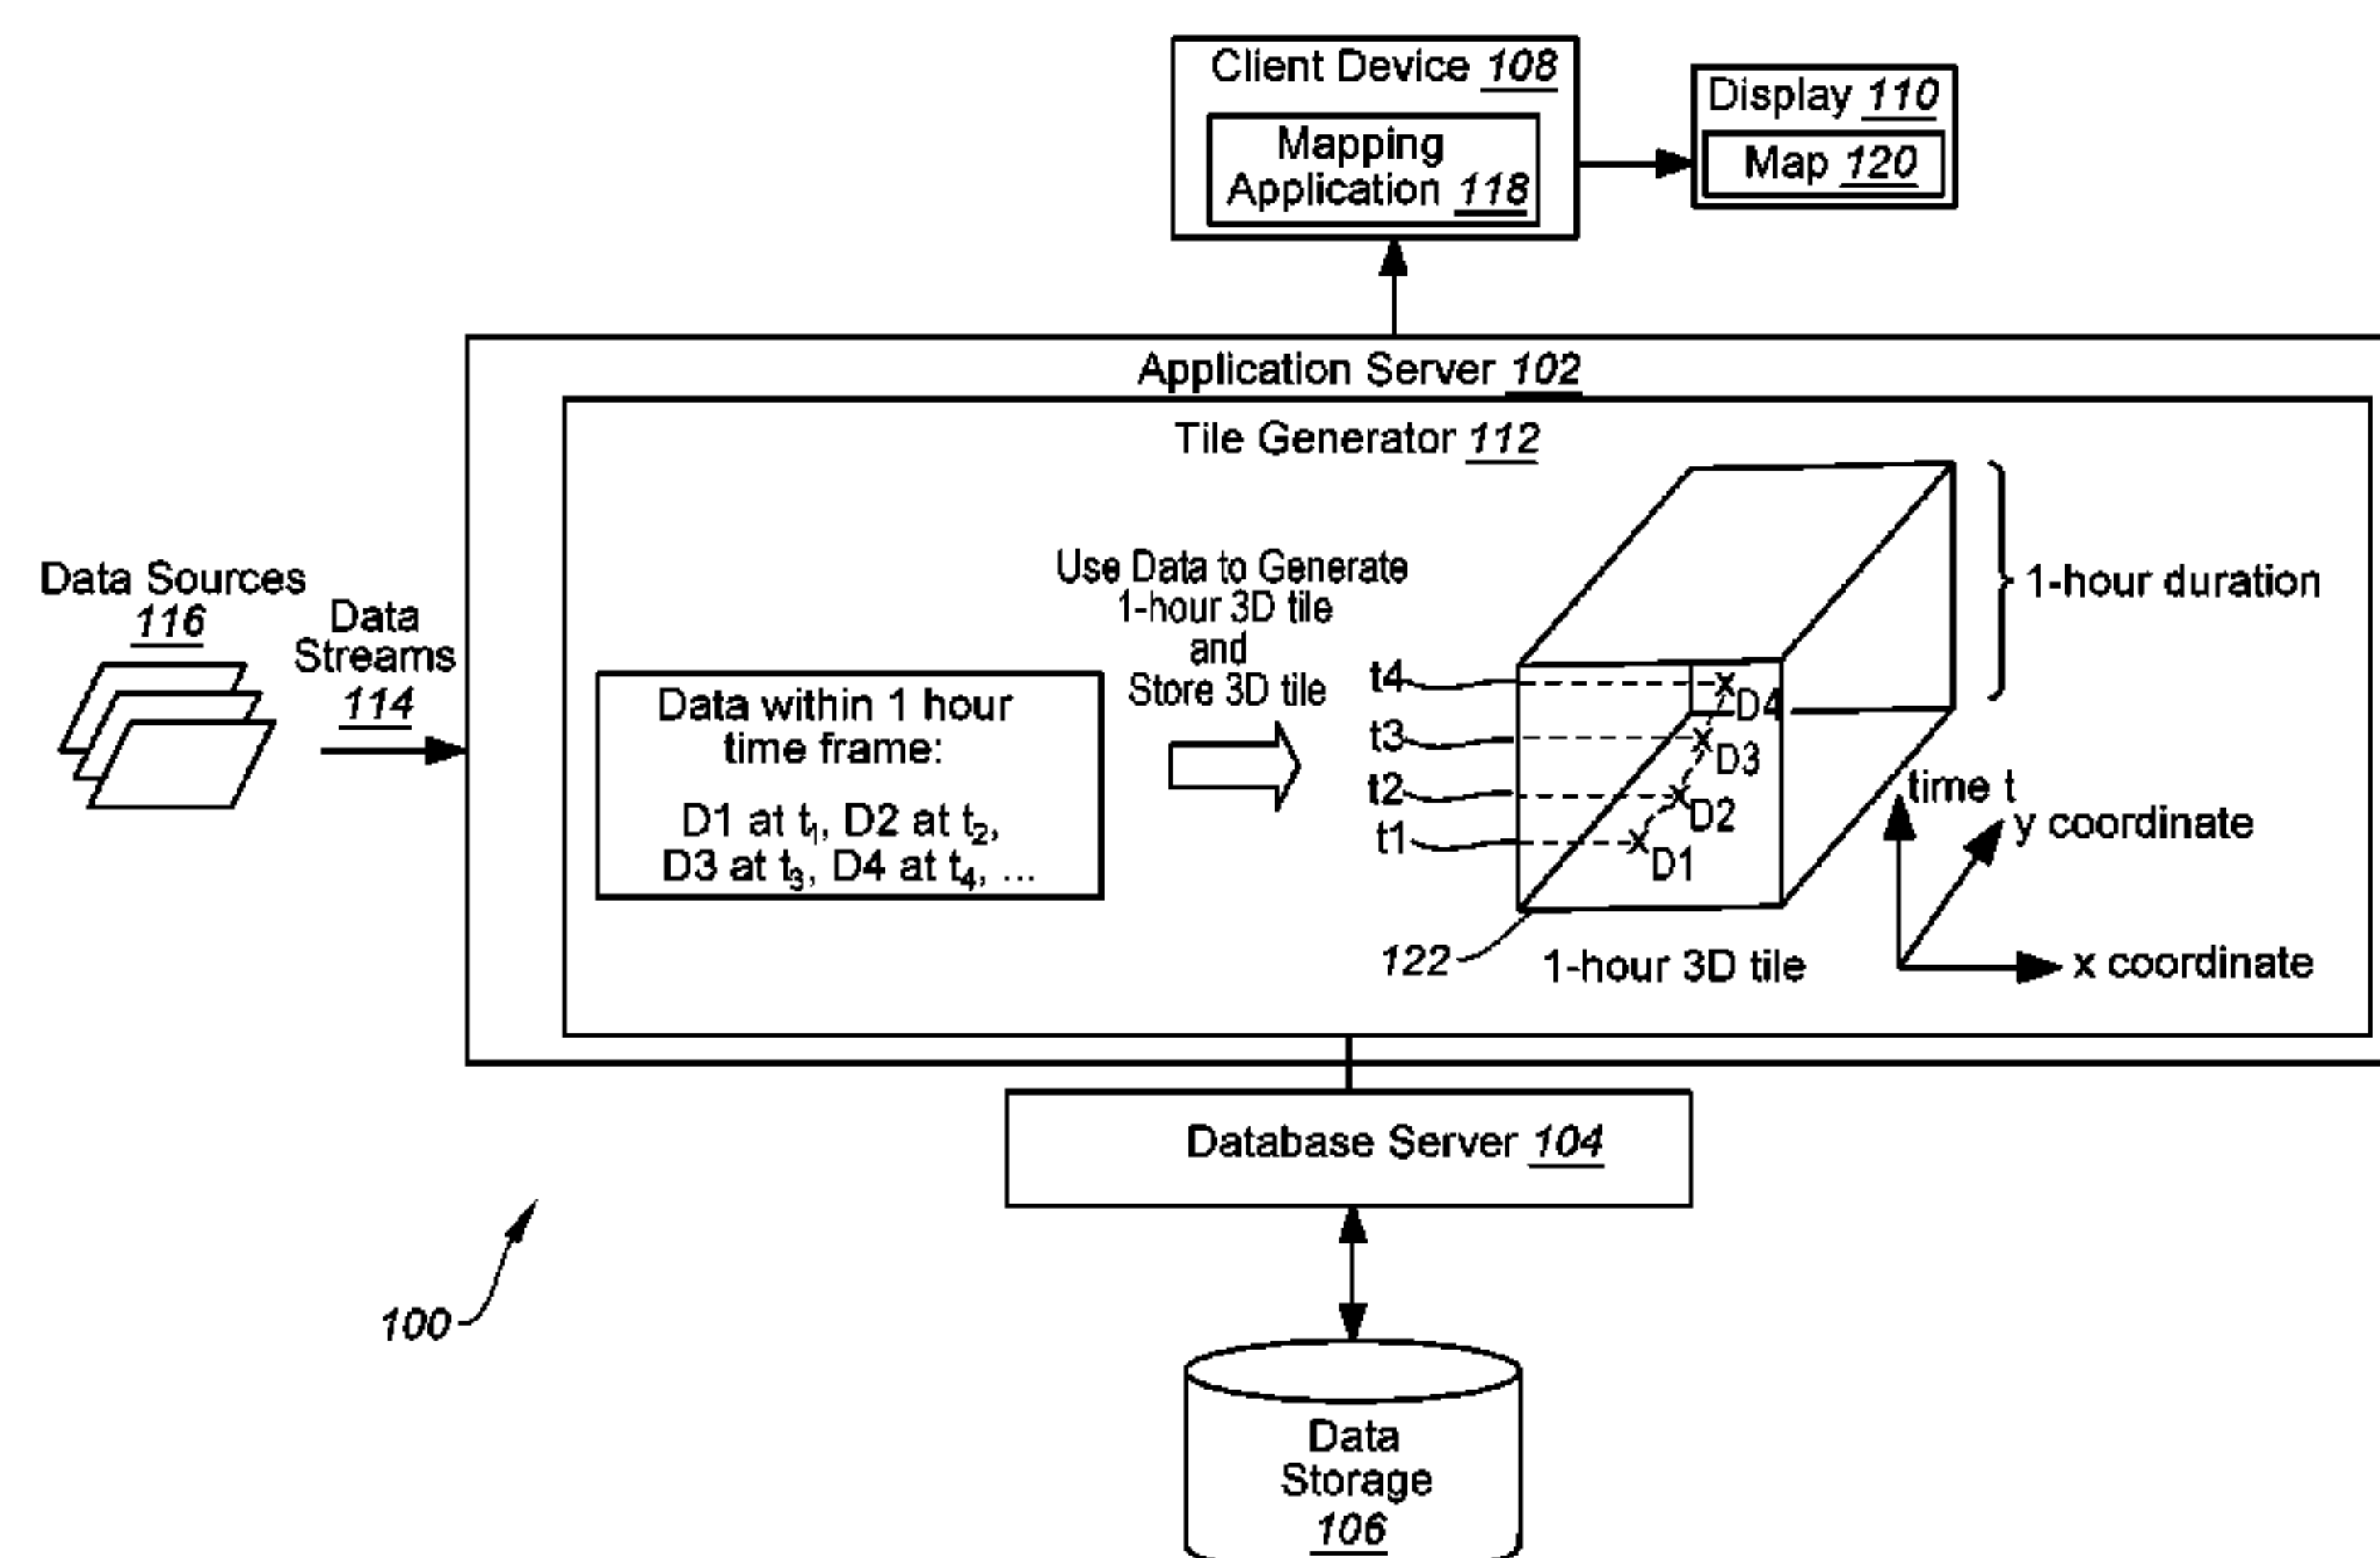 Client Device 108
Mapping
Application 118
Display 110
Map 120
Application Server 102
Tile Generator 112
Data Sources
116
Data
Streams
114
Data within 1 hour
time frame:
D1 at t1, D2 at t2,
D3 at t3, D4 at t4, ...
Use Data to Generate
1-hour 3D tile
and
Store 3D tile
t4
t3
t2
t1
D4
D3
D2
D1
1-hour duration
time t
y coordinate
x coordinate
122
1-hour 3D tile
Database Server 104
100
Data
Storage
106